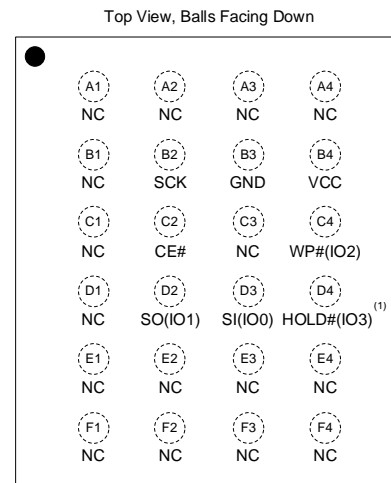 Top View, Balls Facing Down
A1 A2 A3 A4
NC NC NC NC
B1 B2 B3 B4
NC SCK GND VCC
C1 C2 C3 C4
NC CE# NC WP#(IO2)
D1 D2 D3 D4
NC SO(IO1) SI(IO0) HOLD#(IO3) (1)
E1 E2 E3 E4
NC NC NC NC
F1 F2 F3 F4
NC NC NC NC